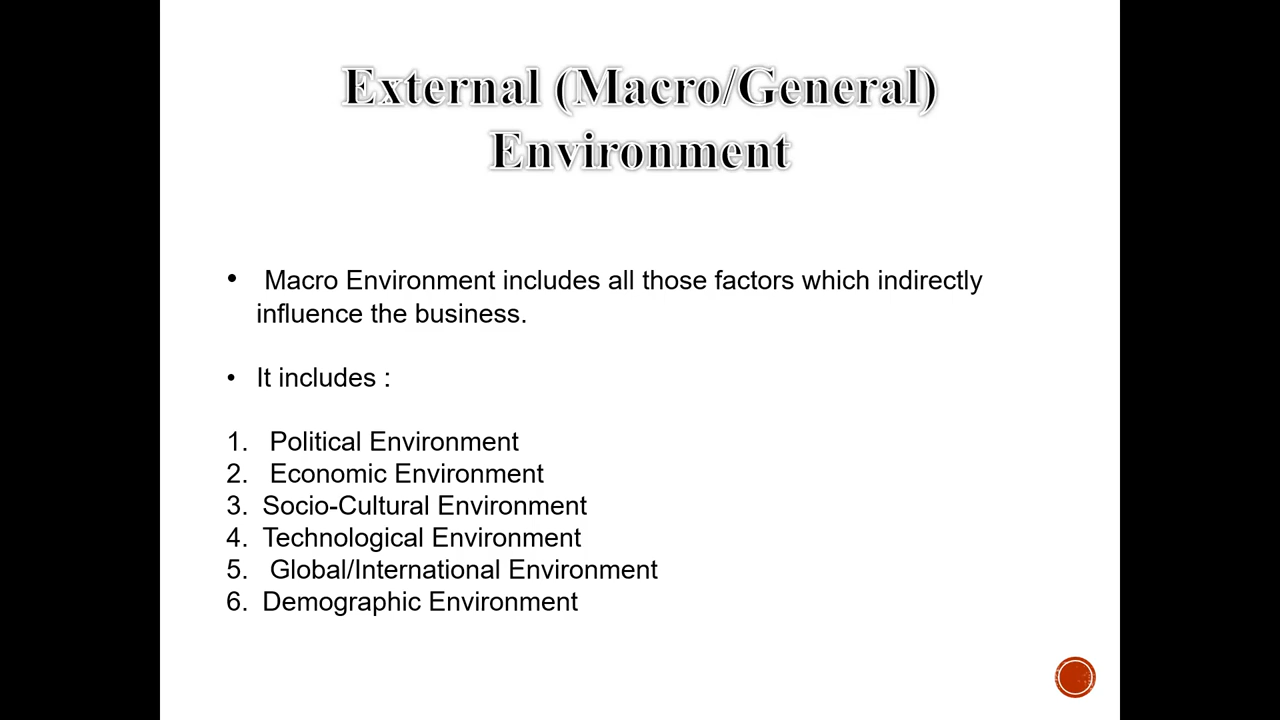 External (Macro/General)
Environment
• Macro Environment includes all those factors which indirectly
influence the business.
• It includes :
1. Political Environment
2. Economic Environment
3. Socio-Cultural Environment
4. Technological Environment
5. Global/International Environment
6. Demographic Environment